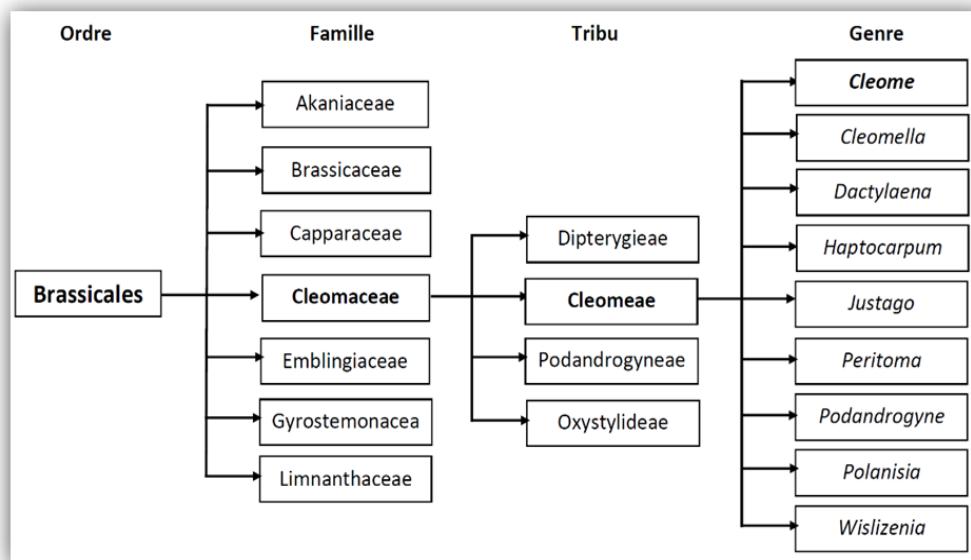 Ordre Famille Tribu Genre
Brassicales
Akaniaceae
Brassicaceae
Capparaceae
Cleomaceae
Emblingiaceae
Gyrostemonacea
Limnanthaceae
Dipterygieae
Cleomeae
Podandrogyneae
Oxystylideae
Cleome
Cleomella
Dactylaena
Haptocarpum
Justago
Peritoma
Podandrogyne
Polanisia
Wislizenia